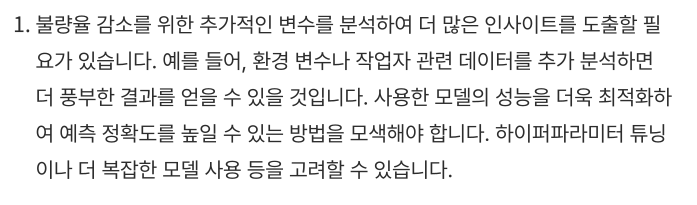 1. 불량율 감소를 위한 추가적인 변수를 분석하여 더 많은 인사이트를 도출할 필
요가 있습니다. 예를 들어, 환경 변수나 작업자 관련 데이터를 추가 분석하면
더 풍부한 결과를 얻을 수 있을 것입니다. 사용한 모델의 성능을 더욱 최적화하
여 예측 정확도를 높일 수 있는 방법을 모색해야 합니다. 하이퍼파라미터 튜닝
이나 더 복잡한 모델 사용 등을 고려할 수 있습니다.